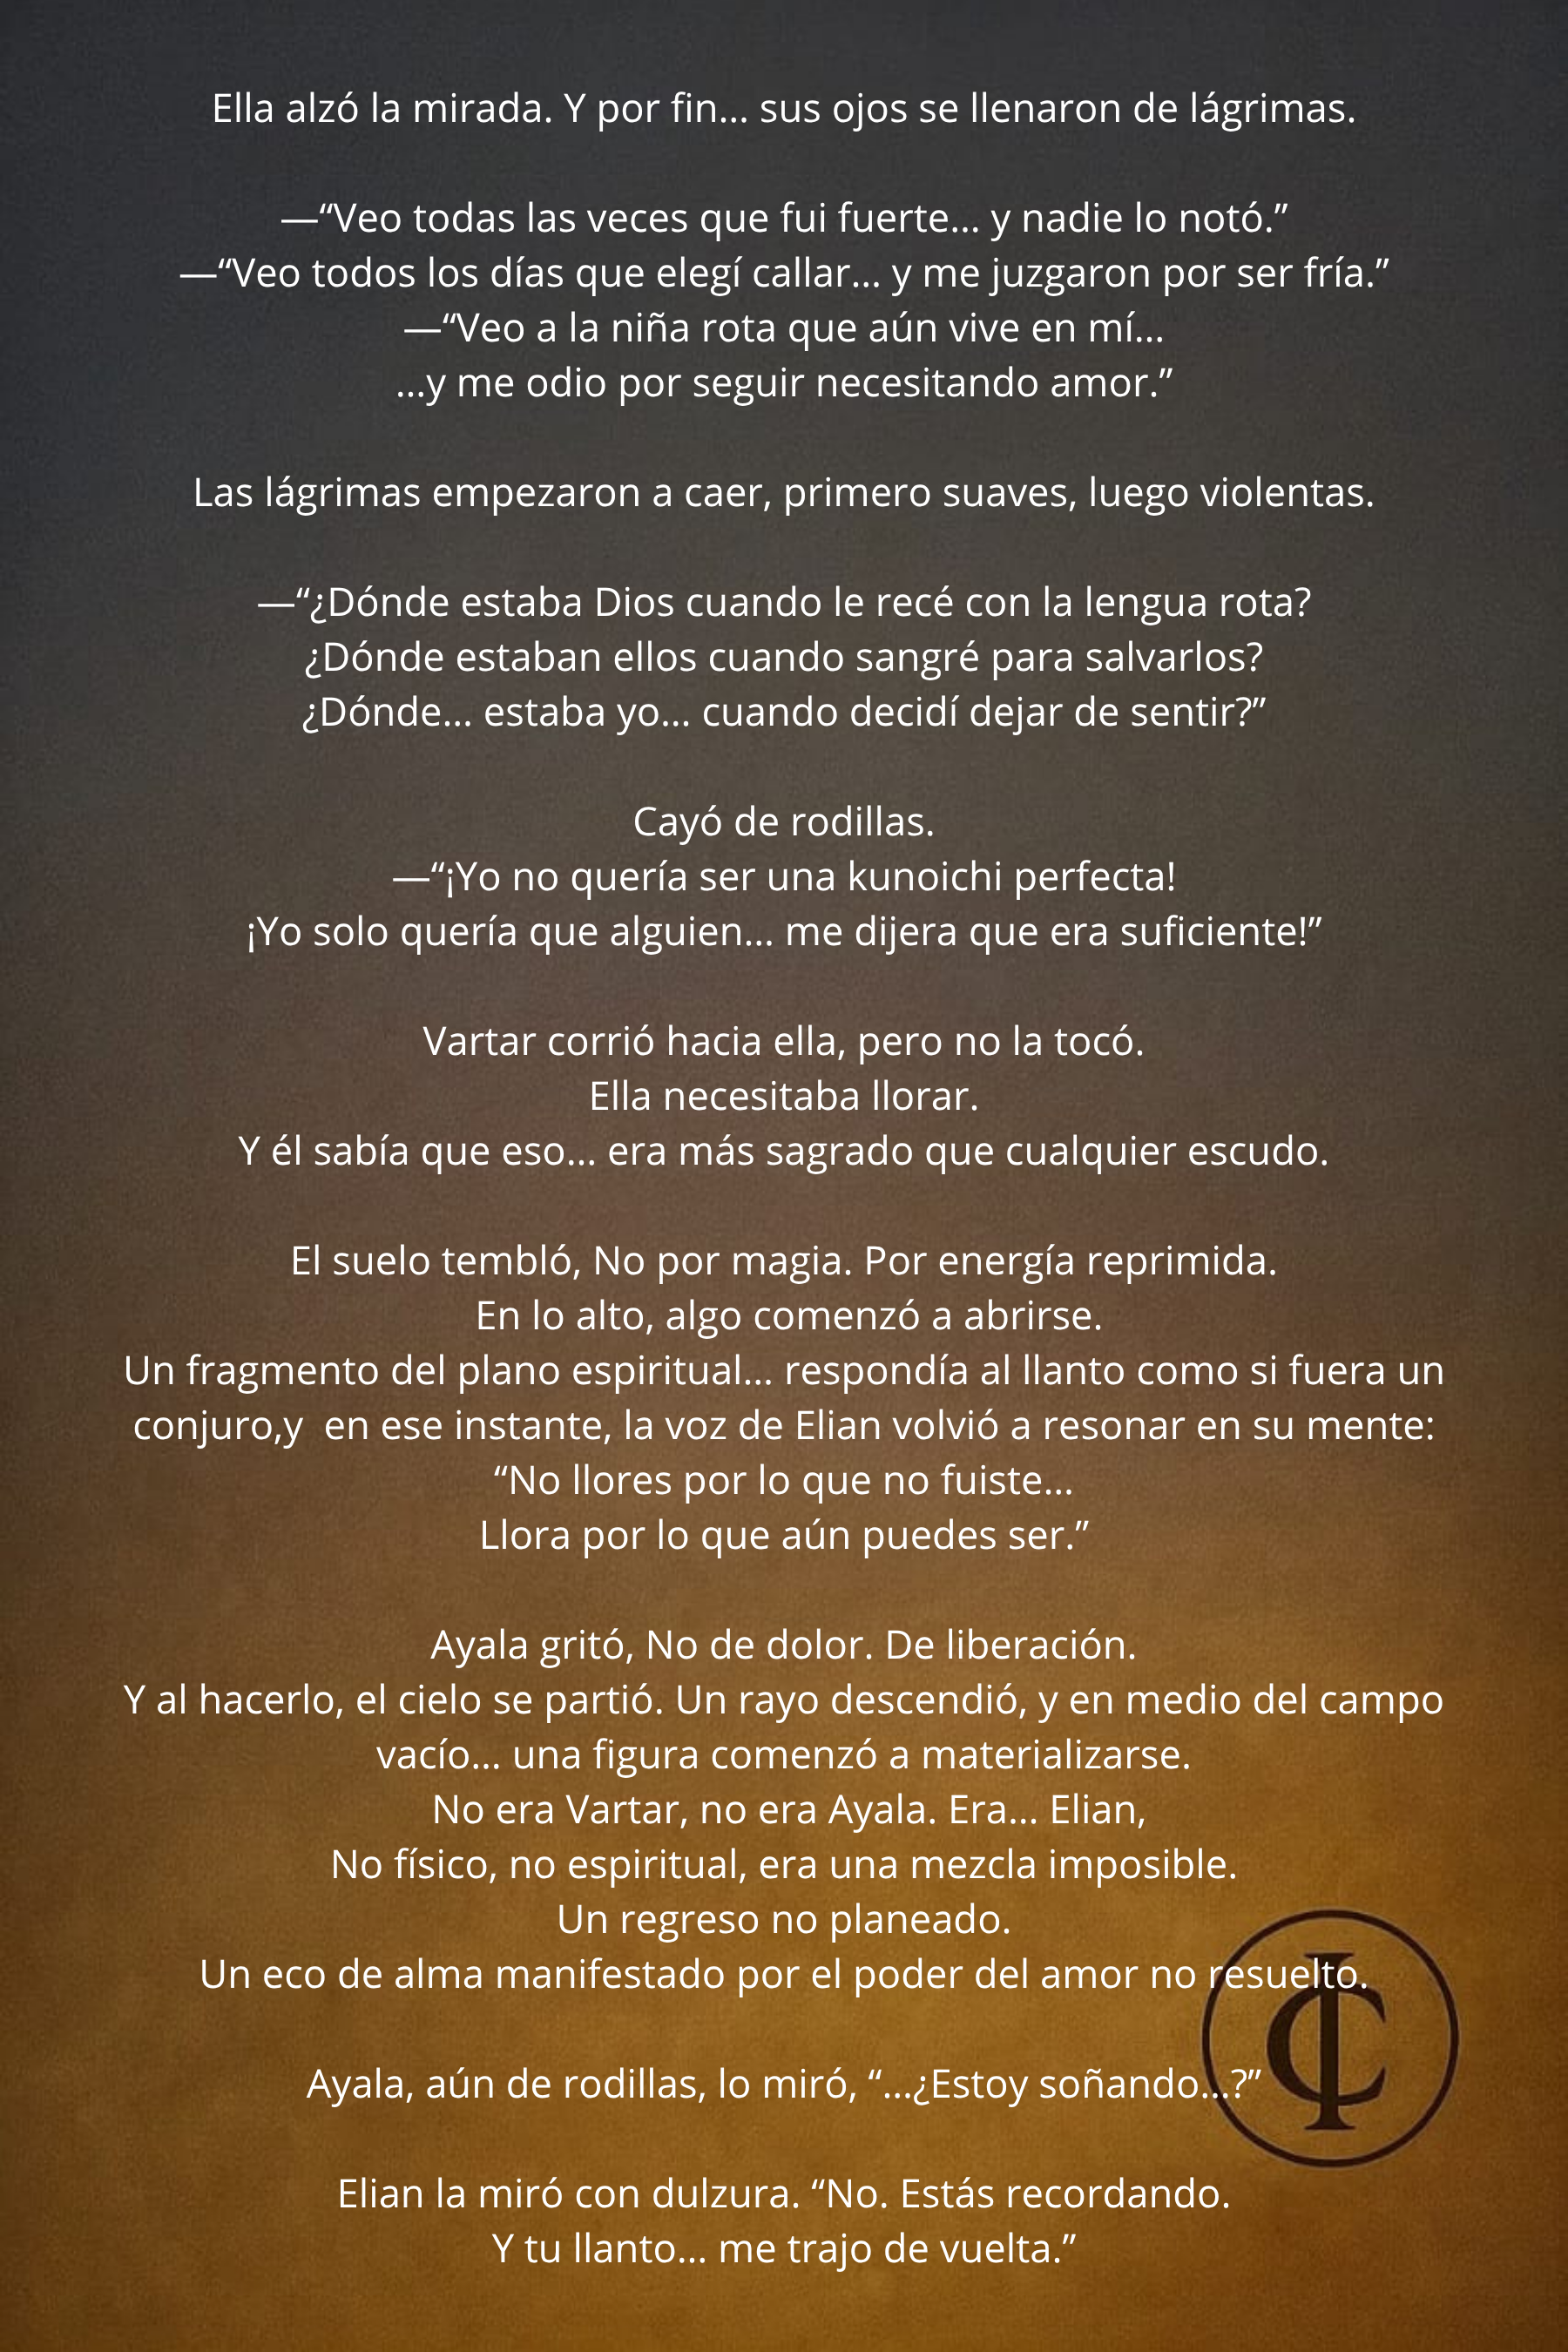 Ella alzó la mirada. Y por fin... sus ojos se llenaron de lágrimas.
—“Veo todas las veces que fui fuerte... y nadie lo notó.”
—“Veo todos los días que elegí callar... y me juzgaron por ser fría.”
—“Veo a la niña rota que aún vive en mí...
...y me odio por seguir necesitando amor.”
Las lágrimas empezaron a caer, primero suaves, luego violentas.
—“¿Dónde estaba Dios cuando le recé con la lengua rota?
¿Dónde estaban ellos cuando sangré para salvarlos?
¿Dónde... estaba yo... cuando decidí dejar de sentir?”
Cayó de rodillas.
—“¡Yo no quería ser una kunoichi perfecta!
¡Yo solo quería que alguien... me dijera que era suficiente!”
Vartar corrió hacia ella, pero no la tocó.
Ella necesitaba llorar.
Y él sabía que eso... era más sagrado que cualquier escudo.
El suelo tembló, No por magia. Por energía reprimida.
En lo alto, algo comenzó a abrirse.
Un fragmento del plano espiritual... respondía al llanto como si fuera un
conjuro,y  en ese instante, la voz de Elian volvió a resonar en su mente:
“No llores por lo que no fuiste...
Llora por lo que aún puedes ser.”
Ayala gritó, No de dolor. De liberación.
Y al hacerlo, el cielo se partió. Un rayo descendió, y en medio del campo
vacío... una figura comenzó a materializarse.
No era Vartar, no era Ayala. Era... Elian,
No físico, no espiritual, era una mezcla imposible.
Un regreso no planeado.
Un eco de alma manifestado por el poder del amor no resuelto.
Ayala, aún de rodillas, lo miró, “...¿Estoy soñando...?”
Elian la miró con dulzura. “No. Estás recordando.
Y tu llanto... me trajo de vuelta.”